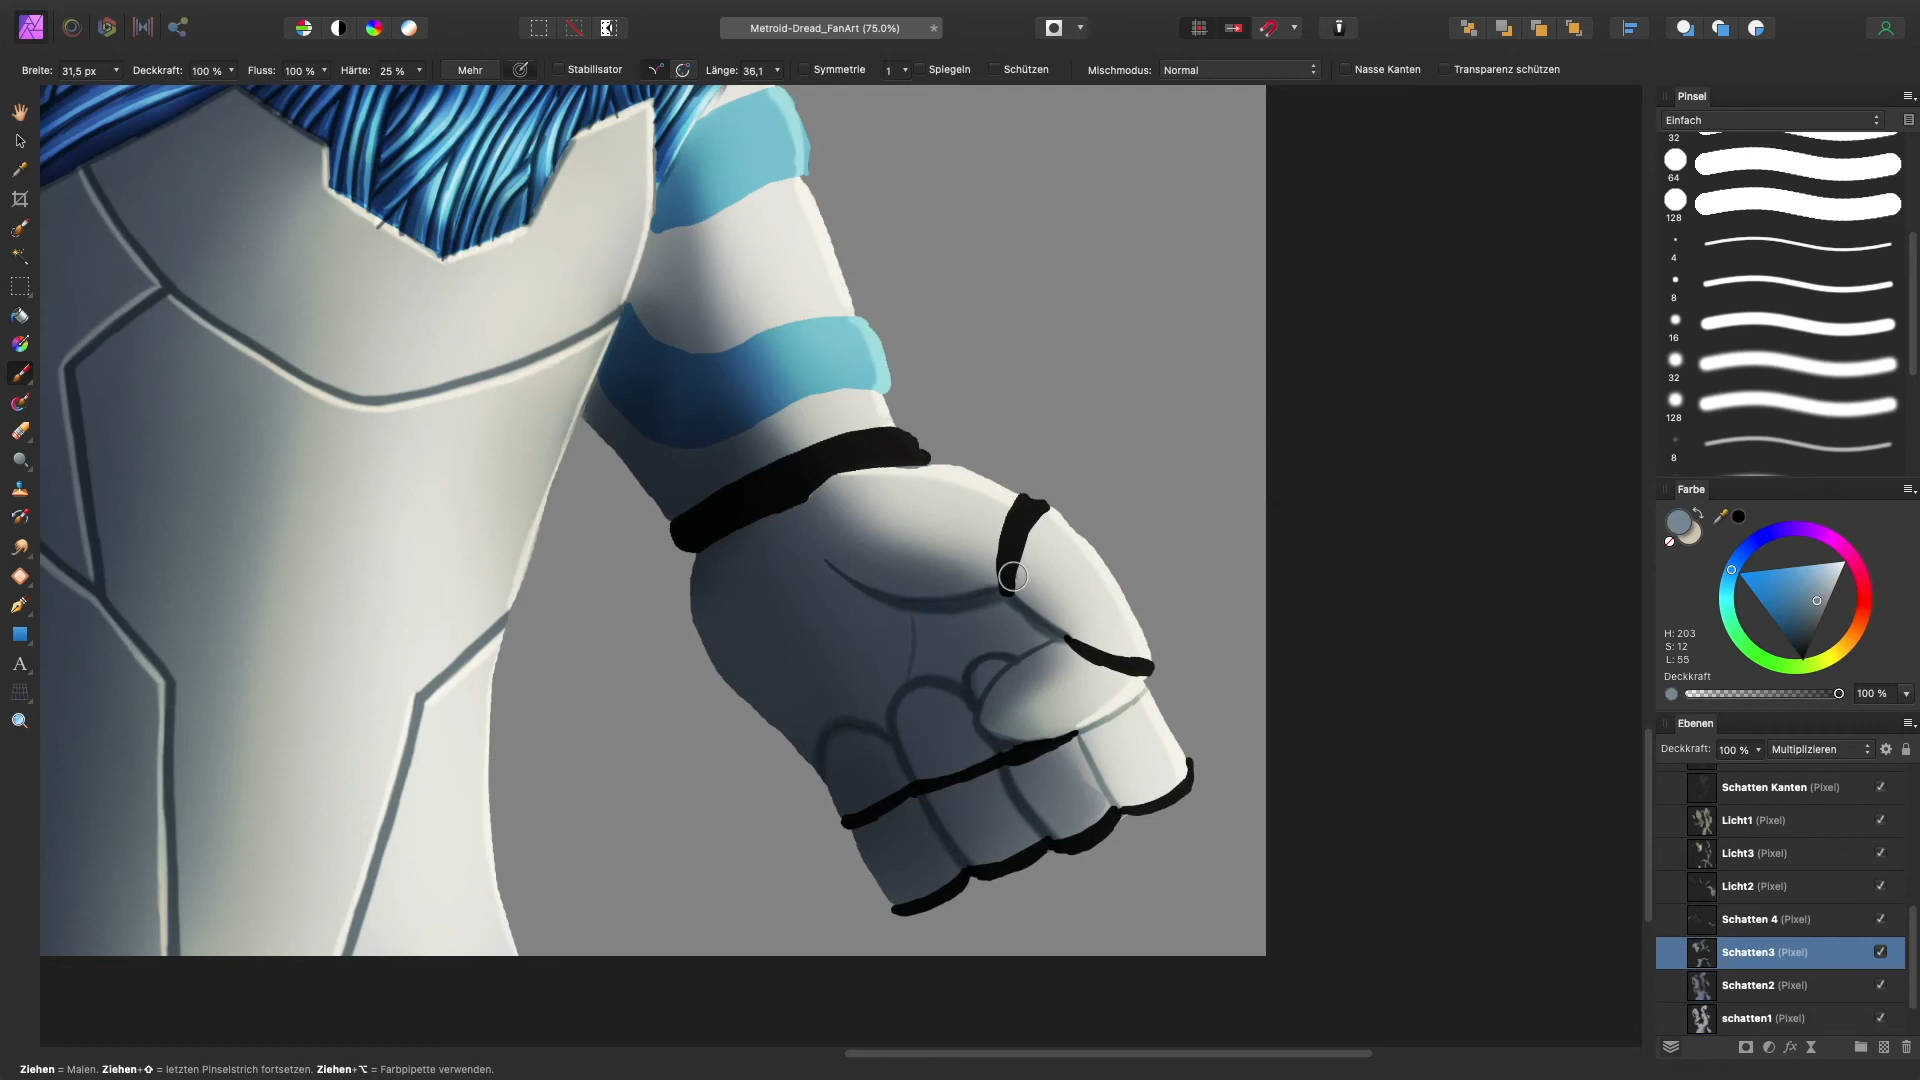 Metroid-Dread_FanArt (75.0%)
Breite: 31,5 px Deckkraft: 100 % Fluss: 100 % Härte: 25 % Mehr Stabilisator Länge: 36,1 Symmetrie 1 Spiegeln Schützen Mischmodus: Normal Nasse Kanten Transparenz schützen
Pinsel
Einfach
32
64
128
4
8
16
32
128
8
Farbe
H: 203
S: 12
L: 55
Deckkraft
100 %
Ebenen
Deckkraft: 100 % Multiplizieren
Schatten Kanten (Pixel)
Licht1 (Pixel)
Licht3 (Pixel)
Licht2 (Pixel)
Schatten 4 (Pixel)
Schatten3 (Pixel)
Schatten2 (Pixel)
schatten1 (Pixel)
fx
A
Ziehen = Malen. Ziehen+⇧ = letzten Pinselstrich fortsetzen. Ziehen+⌥ = Farbpipette verwenden.